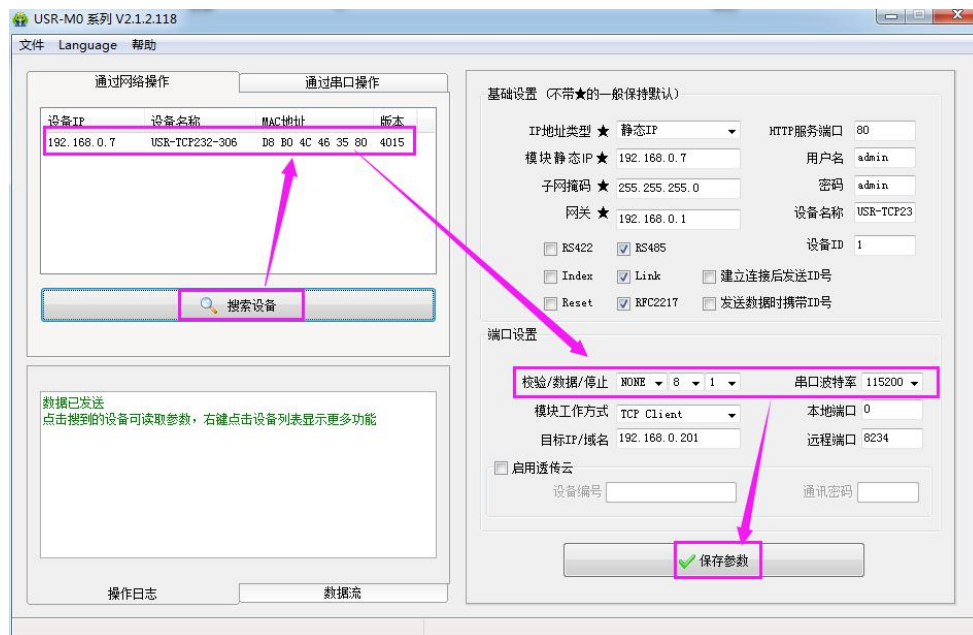 USR-M0 系列 V2.1.2.118
文件 Language 帮助
通过网络操作 通过串口操作
设备IP 设备名称 MAC地址 版本
192.168.0.7 USR-TCP232-306 D8 B0 4C 46 35 80 4015
搜索设备
数据已发送
点击搜到的设备可读取参数，右键点击设备列表显示更多功能
操作日志 数据流
基础设置（不带★的一般保持默认）
IP地址类型 ★ 静态IP HTTP服务端口 80
模块静态IP★ 192.168.0.7 用户名 admin
子网掩码 ★ 255.255.255.0 密码 admin
网关 ★ 192.168.0.1 设备名称 USR-TCP23
RS422 RS485 设备ID 1
Index Link 建立连接后发送ID号
Reset RFC2217 发送数据时携带ID号
端口设置
校验/数据/停止 NONE 8 1 串口波特率 115200
模块工作方式 TCP Client 本地端口 0
目标IP/域名 192.168.0.201 远程端口 8234
启用透传云
设备编号 通讯密码
保存参数